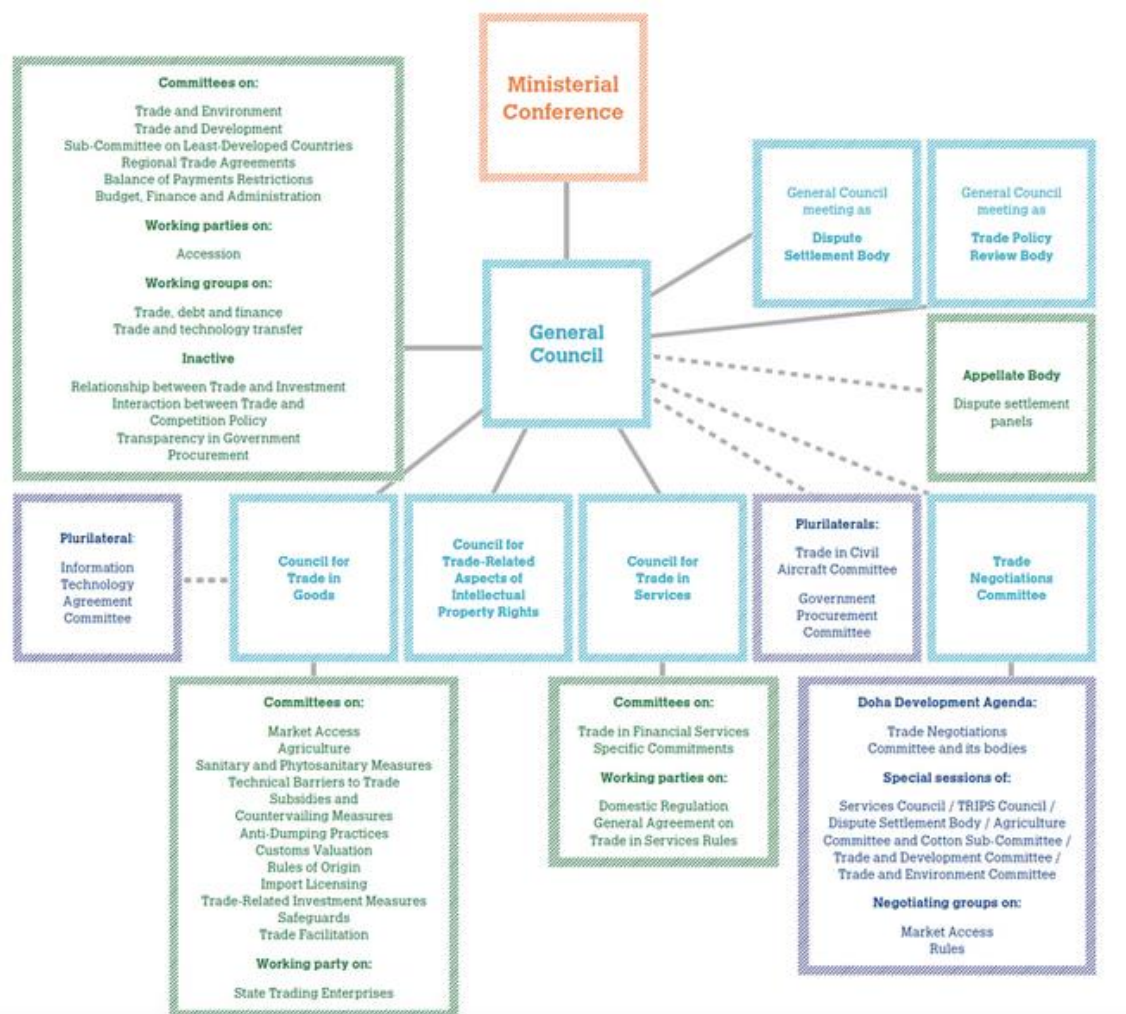 Ministerial
Conference
Committees on:
Trade and Environment
Trade and Development
Sub-Committee on Least-Developed Countries
Regional Trade Agreements
Balance of Payments Restrictions
Budget, Finance and Administration
Working parties on:
Accession
Working groups on:
Trade, debt and finance
Trade and technology transfer
Inactive
Relationship between Trade and Investment
Interaction between Trade and
Competition Policy
Transparency in Government
Procurement
General Council
meeting as
Dispute
Settlement Body
General Council
meeting as
Trade Policy
Review Body
General
Council
Appellate Body
Dispute settlement
panels
Plurilateral:
Information
Technology
Agreement
Committee
Council for
Trade in
Goods
Council for
Trade-Related
Aspects of
Intellectual
Property Rights
Council for
Trade in
Services
Plurilaterals:
Trade in Civil
Aircraft Committee
Government
Procurement
Committee
Trade
Negotiations
Committee
Committees on:
Market Access
Agriculture
Sanitary and Phytosanitary Measures
Technical Barriers to Trade
Subsidies and
Countervailing Measures
Anti-Dumping Practices
Customs Valuation
Rules of Origin
Import Licensing
Trade-Related Investment Measures
Safeguards
Trade Facilitation
Working party on:
State Trading Enterprises
Committees on:
Trade in Financial Services
Specific Commitments
Working parties on:
Domestic Regulation
General Agreement on
Trade in Services Rules
Doha Development Agenda:
Trade Negotiations
Committee and its bodies
Special sessions of:
Services Council / TRIPS Council /
Dispute Settlement Body / Agriculture
Committee and Cotton Sub-Committee /
Trade and Development Committee /
Trade and Environment Committee
Negotiating groups on:
Market Access
Rules